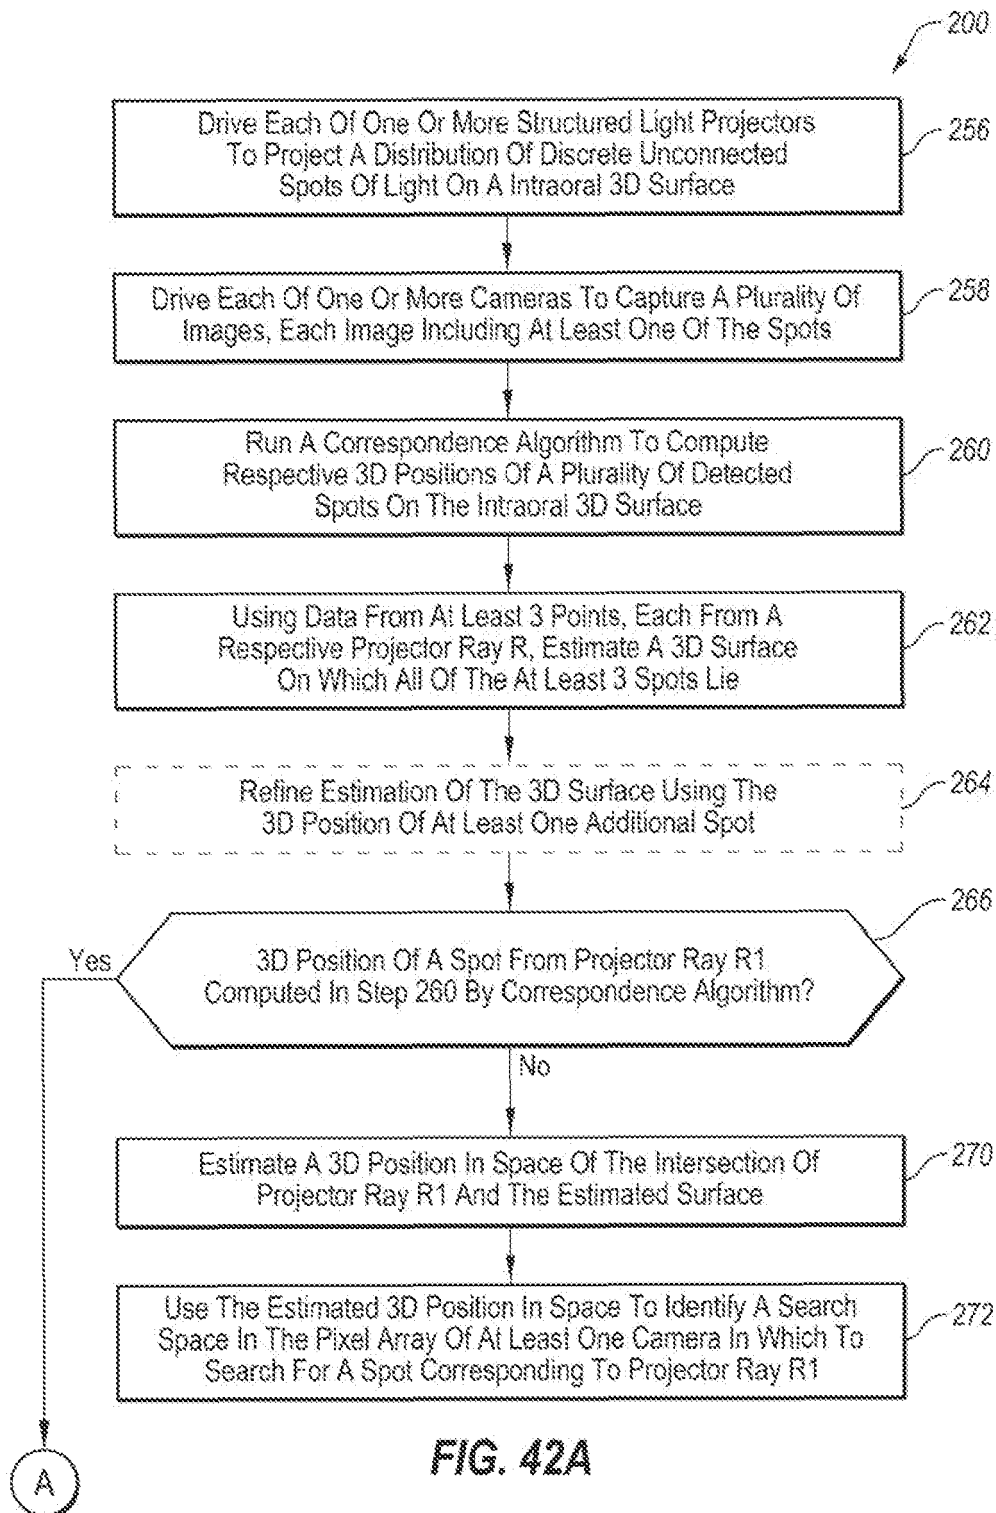 200
Drive Each Of One Or More Structured Light Projectors
To Project A Distribution Of Discrete Unconnected
Spots Of Light On A Intraoral 3D Surface
256
Drive Each Of One Or More Cameras To Capture A Plurality Of
Images, Each Image Including At Least One Of The Spots
258
Run A Correspondence Algorithm To Compute
Respective 3D Positions Of A Plurality Of Detected
Spots On The Intraoral 3D Surface
260
Using Data From At Least 3 Points, Each From A
Respective Projector Ray R, Estimate A 3D Surface
On Which All Of The At Least 3 Spots Lie
262
Refine Estimation Of The 3D Surface Using The
3D Position Of At Least One Additional Spot
264
266
Yes
3D Position Of A Spot From Projector Ray R1
Computed In Step 260 By Correspondence Algorithm?
No
Estimate A 3D Position In Space Of The Intersection Of
Projector Ray R1 And The Estimated Surface
270
Use The Estimated 3D Position In Space To Identify A Search
Space In The Pixel Array Of At Least One Camera In Which To
Search For A Spot Corresponding To Projector Ray R1
272
A
FIG. 42A